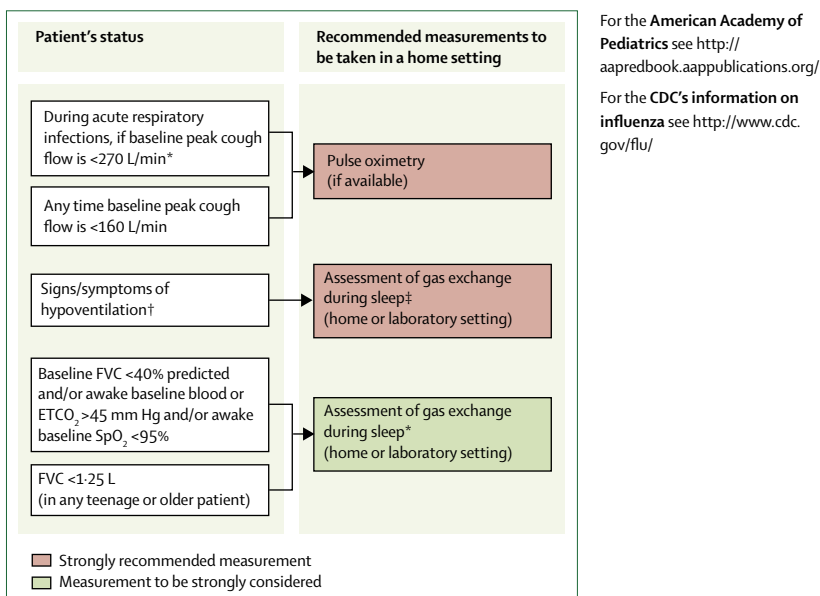 Patient's status
Recommended measurements to
be taken in a home setting
During acute respiratory
infections, if baseline peak cough
flow is <270 L/min*
Any time baseline peak cough
flow is <160 L/min
Pulse oximetry
(if available)
Signs/symptoms of
hypoventilation†
Assessment of gas exchange
during sleep‡
(home or laboratory setting)
Baseline FVC <40% predicted
and/or awake baseline blood or
ETCO₂ >45 mm Hg and/or awake
baseline SpO₂ <95%
FVC <1·25 L
(in any teenage or older patient)
Assessment of gas exchange
during sleep*
(home or laboratory setting)
Strongly recommended measurement
Measurement to be strongly considered
For the American Academy of
Pediatrics see http://
aapredbook.aappublications.org/
For the CDC's information on
influenza see http://www.cdc.
gov/flu/